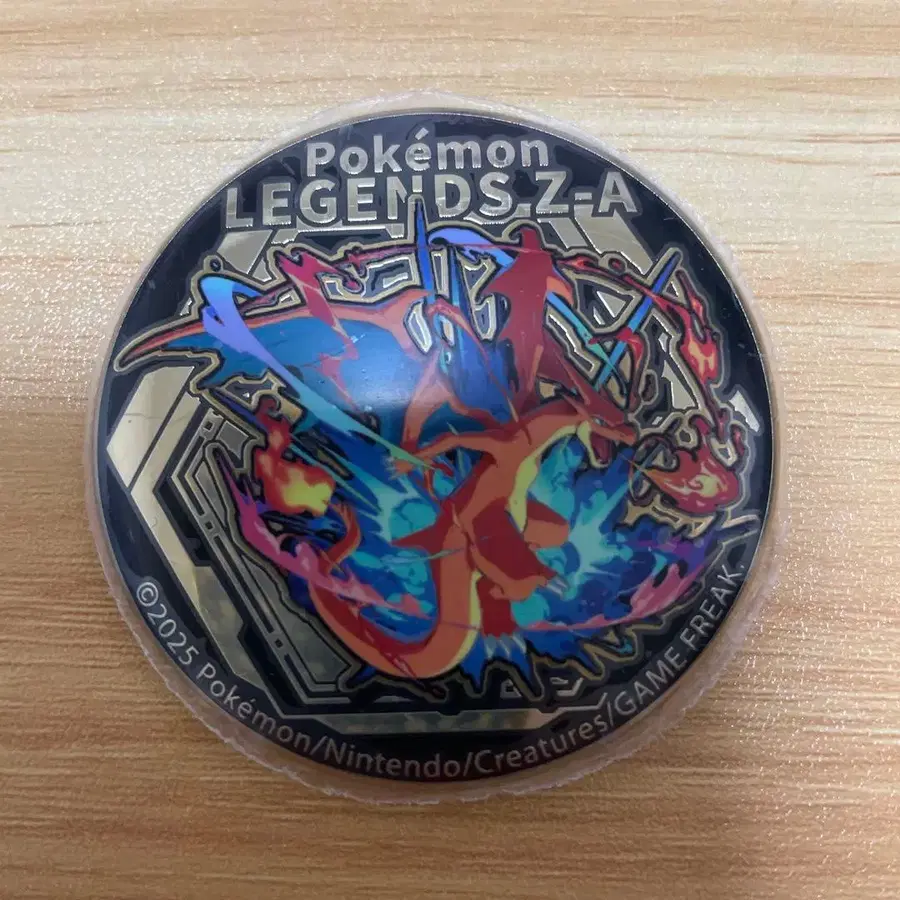 Pokémon
LEGENDS Z-A
©2025 Pokémon/Nintendo/Creatures/GAME FREAK.